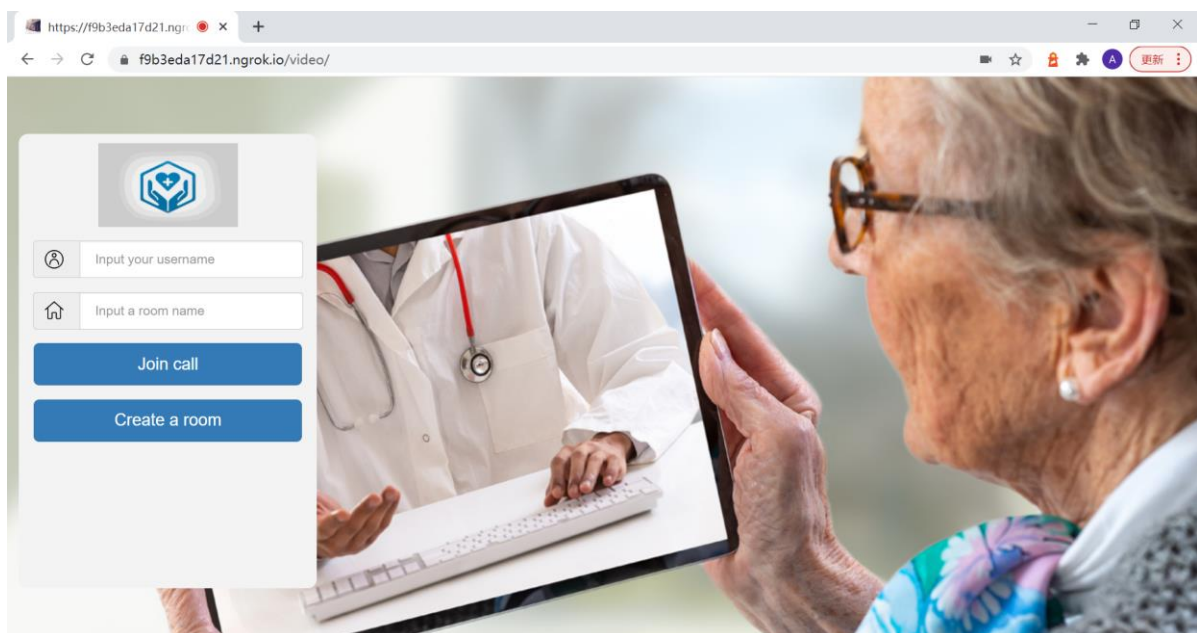 https://f9b3eda17d21.ngr
f9b3eda17d21.ngrok.io/video/
A
更新
Input your username
Input a room name
Join call
Create a room